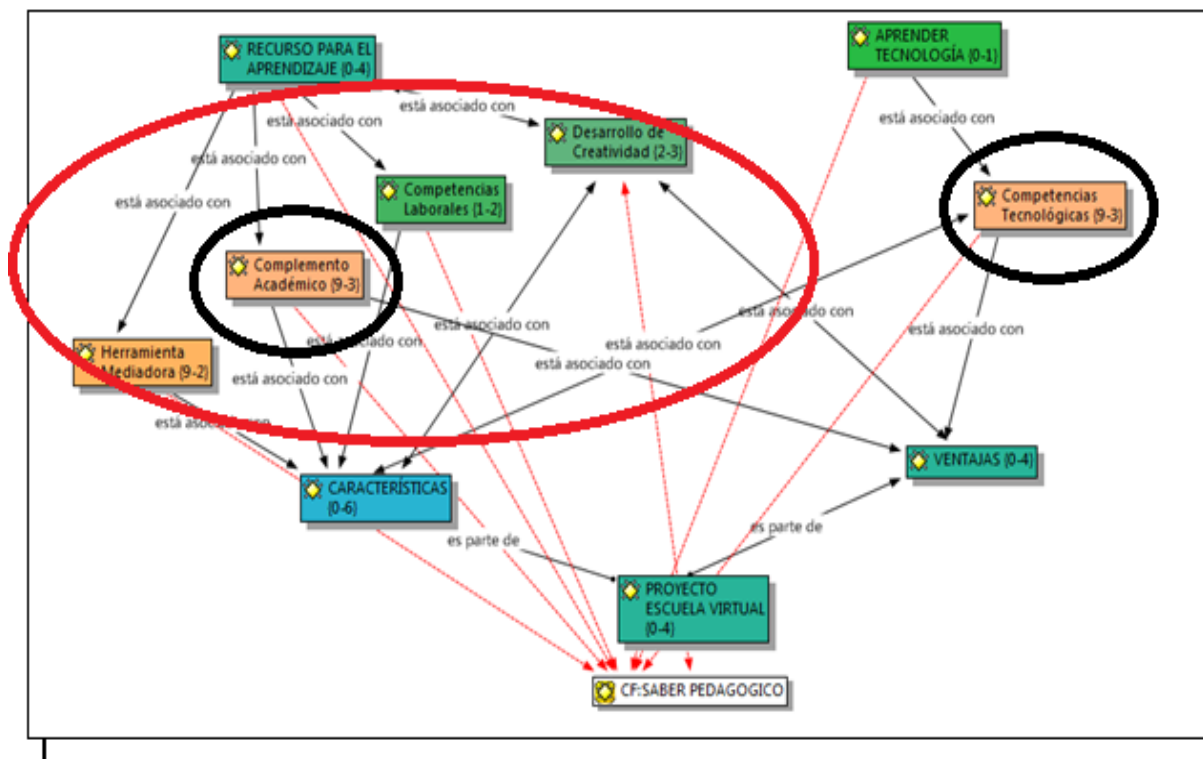 RECURSO PARA EL
APRENDIZAJE (0-4)
APRENDER
TECNOLOGÍA (0-1)
está asociado con
está asociado con
está asociado con
Desarrollo de
Creatividad (2-3)
está asociado con
está asociado con
Competencias
Laborales (1-2)
Competencias
Tecnológicas (9-3)
está asociado con
Complemento
Académico (9-3)
está asociado con
está asociado con
está asociado con
está asociado con
está asociado con
Herramienta
Mediadora (9-2)
está asociado con
está asociado con
está asociado con
VENTAJAS (0-4)
CARACTERÍSTICAS
(0-6)
es parte de
es parte de
PROYECTO
ESCUELA VIRTUAL
(0-4)
CF:SABER PEDAGOGICO